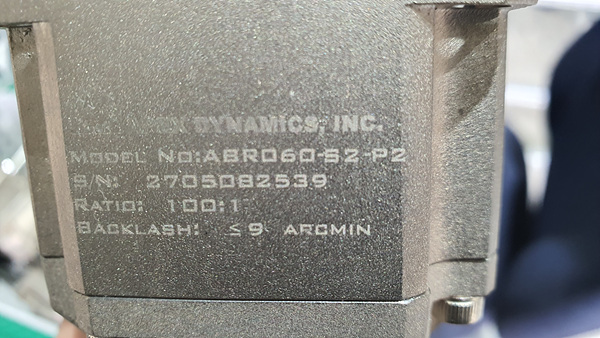 DYNAMICS, INC.
MODEL NO:ABR060-S2-P2
S/N: 2705082539
RATIO: 100:1
BACKLASH: ≤9 ARCMIN